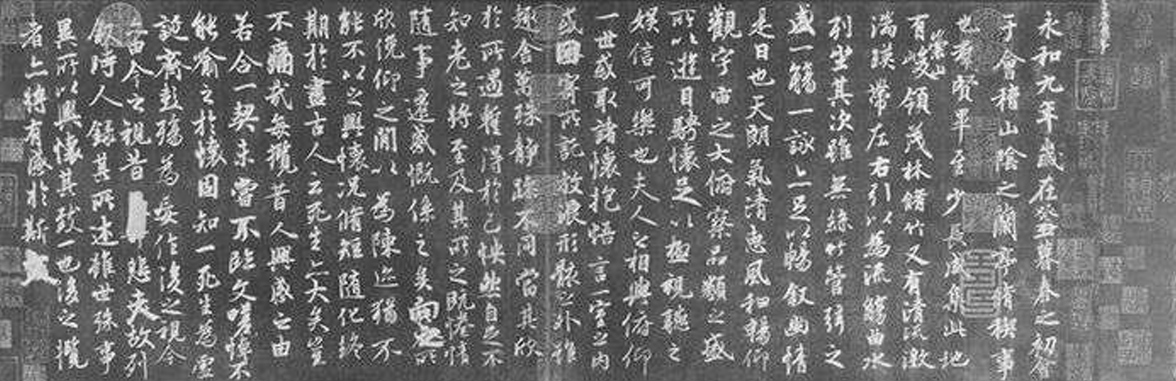 永和九年歲在癸丑暮春之初會
于會稽山陰之蘭亭脩稧事
也羣賢畢至少長咸集此地
有崇山峻領茂林脩竹又有清流激
湍暎帶左右引以為流觴曲水
列坐其次雖無絲竹管弦之
盛一觴一詠亦足以暢叙幽情
是日也天朗氣清惠風和暢仰
觀宇宙之大俯察品類之盛
所以遊目騁懷足以極視聽之
娛信可樂也夫人之相與俯仰
一世或取諸懷抱悟言一室之內
或因寄所託放浪形骸之外雖
趣舍萬殊靜躁不同當其欣
於所遇蹔得於己怏然自足不
知老之將至及其所之既惓情
隨事遷感慨係之矣向之所
欣俛仰之閒以為陳迹猶不
能不以之興懷況脩短隨化終
期於盡古人云死生亦大矣豈
不痛哉每攬昔人興感之由
若合一契未嘗不臨文嗟悼不
能喻之於懷固知一死生為虛
誕齊彭殤為妄作後之視今
亦由今之視昔悲夫故列
叙時人錄其所述雖世殊事
異所以興懷其致一也後之攬
者亦將有感於斯文